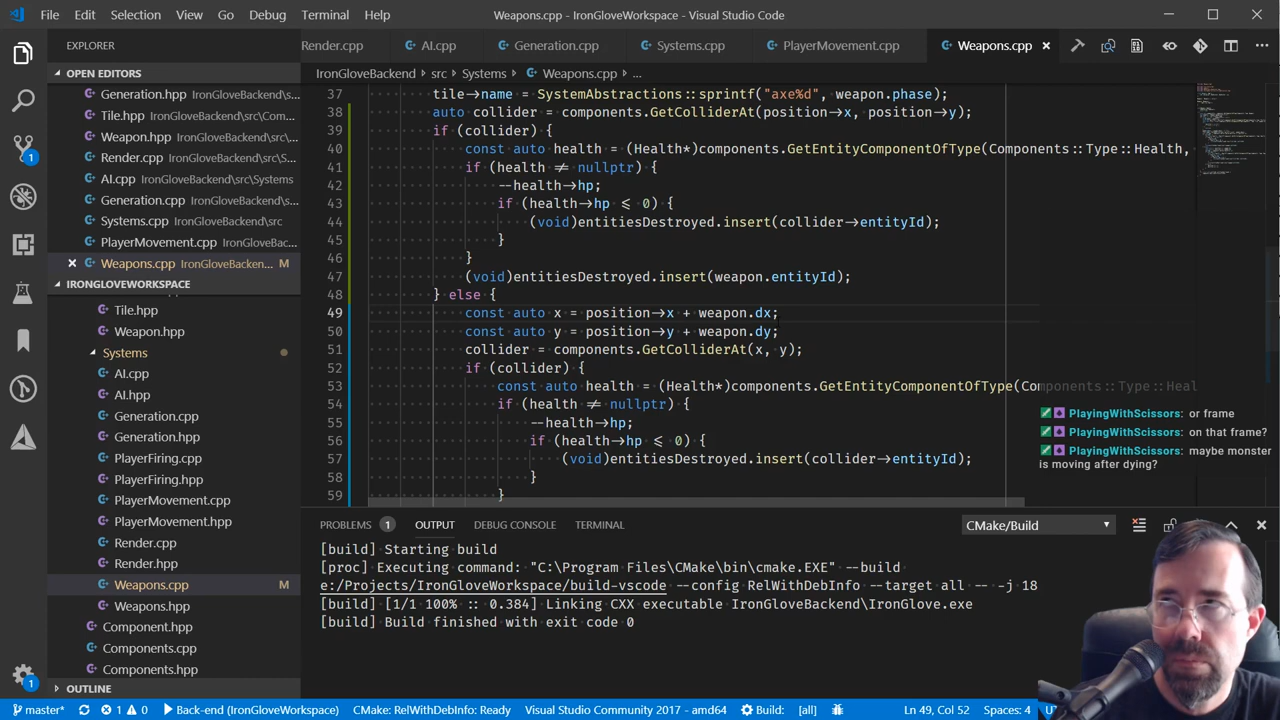 File Edit Selection View Go Debug Terminal Help Weapons.cpp - IronGloveWorkspace - Visual Studio Code
EXPLORER
Render.cpp AI.cpp Generation.cpp Systems.cpp PlayerMovement.cpp Weapons.cpp
OPEN EDITORS
IronGloveBackend > src > Systems > Weapons.cpp > ...
Generation.hpp IronGloveBackend\s...
Tile.hpp IronGloveBackend\src\Com...
Weapon.hpp IronGloveBackend\src\C...
Render.cpp IronGloveBackend\src\S...
AI.cpp IronGloveBackend\src\Systems
Generation.cpp IronGloveBackend\sr...
Systems.cpp IronGloveBackend\src
PlayerMovement.cpp IronGloveBac...
Weapons.cpp IronGloveBacken... M
IRONGLOVEWORKSPACE
Tile.hpp
Weapon.hpp
Systems
AI.cpp
AI.hpp
Generation.cpp
Generation.hpp
PlayerFiring.cpp
PlayerFiring.hpp
PlayerMovement.cpp
PlayerMovement.hpp
Render.cpp
Render.hpp
Weapons.cpp M
Weapons.hpp
Component.hpp
Components.cpp
Components.hpp
OUTLINE
37 tile->name = SystemAbstractions::sprintf("axe%d", weapon.phase);
38 auto collider = components.GetColliderAt(position->x, position->y);
39 if (collider) {
40 const auto health = (Health*)components.GetEntityComponentOfType(Components::Type::Health,
41 if (health ≠ nullptr) {
42 --health->hp;
43 if (health->hp ≤ 0) {
44 (void)entitiesDestroyed.insert(collider->entityId);
45 }
46 }
47 (void)entitiesDestroyed.insert(weapon.entityId);
48 } else {
49 const auto x = position->x + weapon.dx;
50 const auto y = position->y + weapon.dy;
51 collider = components.GetColliderAt(x, y);
52 if (collider) {
53 const auto health = (Health*)components.GetEntityComponentOfType(Components::Type::Heal
54 if (health ≠ nullptr) {
55 --health->hp;
56 if (health->hp ≤ 0) {
57 (void)entitiesDestroyed.insert(collider->entityId);
58 }
59 }
PlayingWithScissors: or frame
PlayingWithScissors: on that frame?
PlayingWithScissors: maybe monster
is moving after dying?
PROBLEMS 1 OUTPUT DEBUG CONSOLE TERMINAL CMake/Build
[build] Starting build
[proc] Executing command: "C:\Program Files\CMake\bin\cmake.EXE" --build
e:/Projects/IronGloveWorkspace/build-vscode --config RelWithDebInfo --target all -- -j 18
[build] [1/1 100% :: 0.384] Linking CXX executable IronGloveBackend\IronGlove.exe
[build] Build finished with exit code 0
master* 1 0 Back-end (IronGloveWorkspace) CMake: RelWithDebInfo: Ready Visual Studio Community 2017 - amd64 Build: [all] Ln 49, Col 52 Spaces: 4